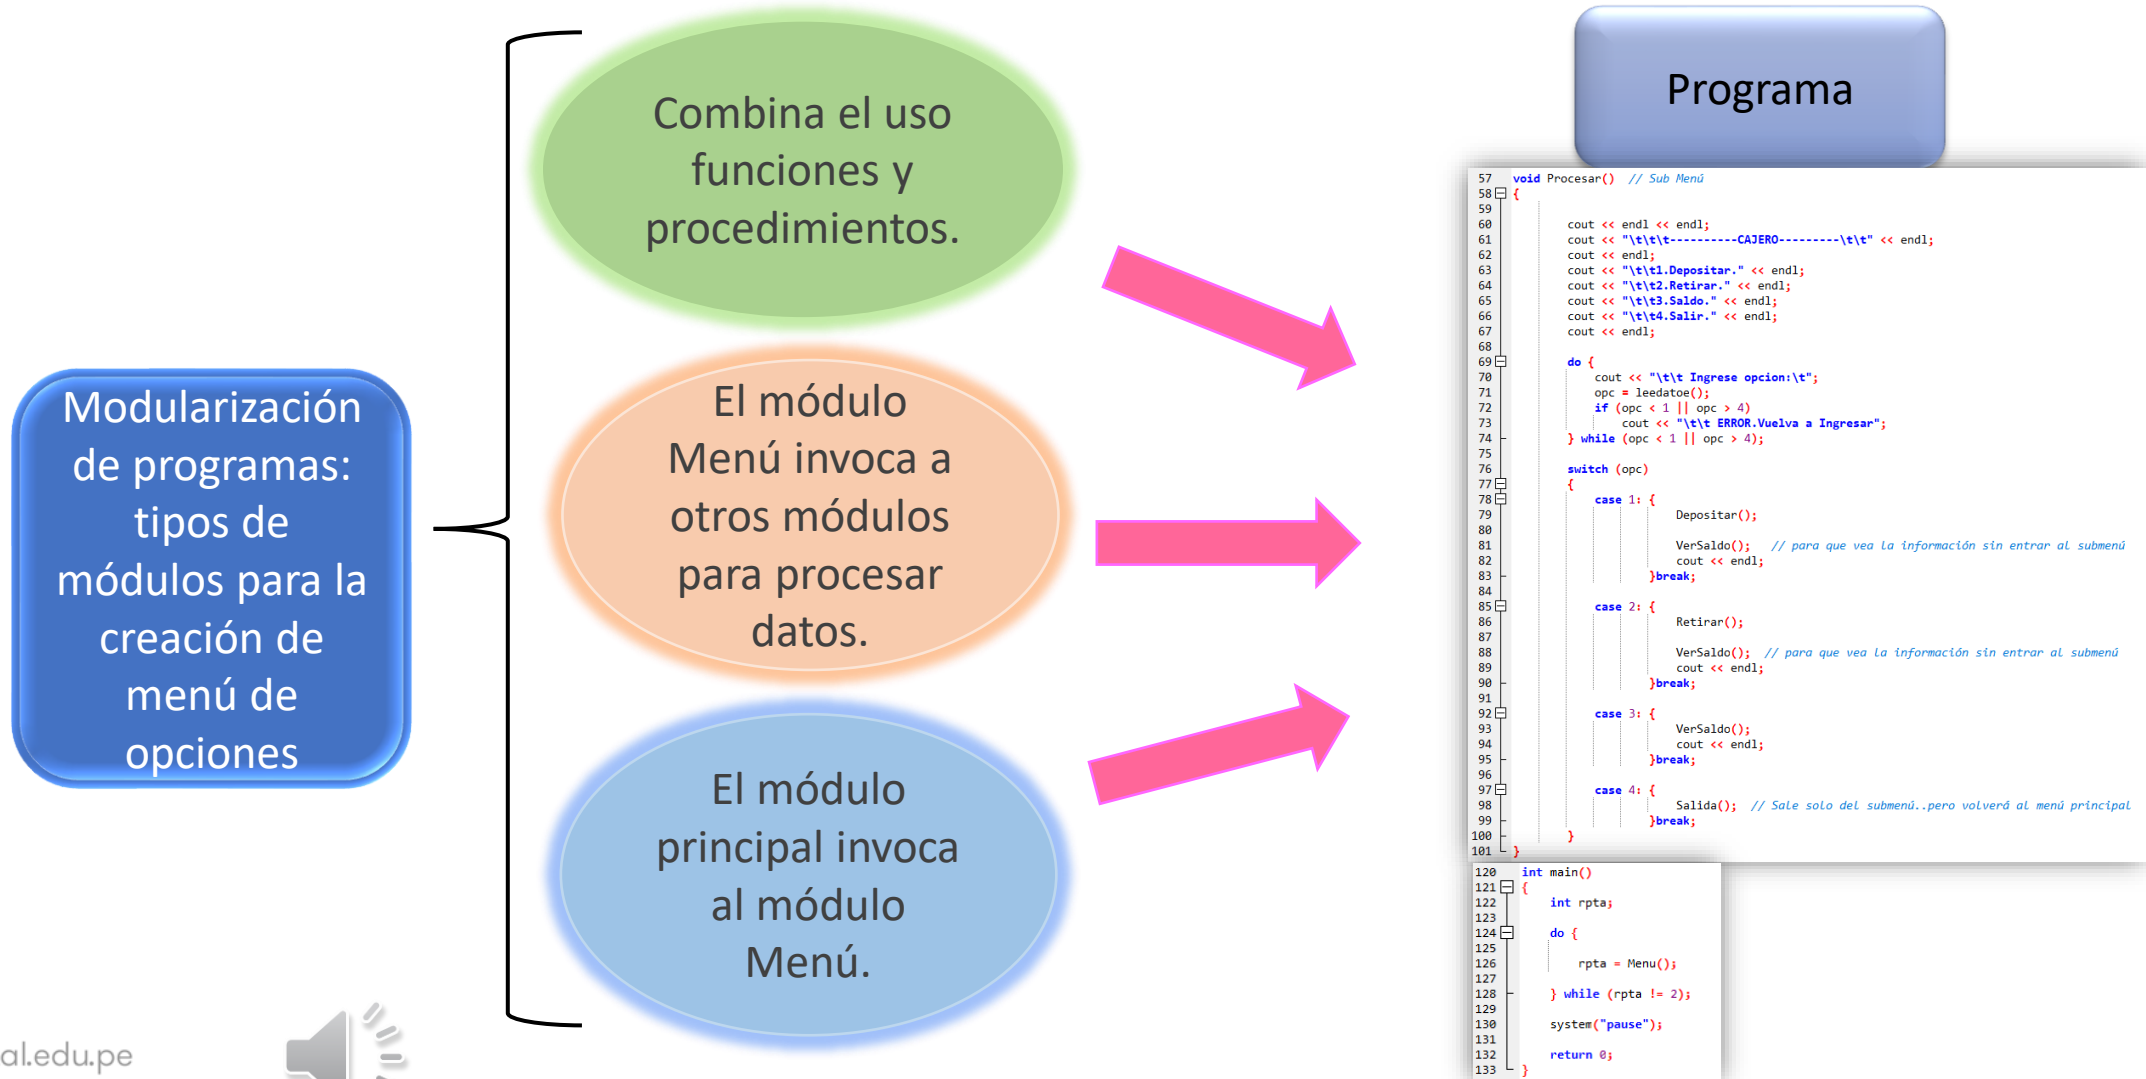 Modularización
de programas:
tipos de
módulos para la
creación de
menú de
opciones
Combina el uso
funciones y
procedimientos.
El módulo
Menú invoca a
otros módulos
para procesar
datos.
El módulo
principal invoca
al módulo
Menú.
Programa
57 void Procesar() // Sub Menú
58 {
59
60 cout << endl << endl;
61 cout << "\t\t\t----------CAJERO---------\t\t" << endl;
62 cout << endl;
63 cout << "\t\t1.Depositar." << endl;
64 cout << "\t\t2.Retirar." << endl;
65 cout << "\t\t3.Saldo." << endl;
66 cout << "\t\t4.Salir." << endl;
67 cout << endl;
68
69 do {
70 cout << "\t\t Ingrese opcion:\t";
71 opc = leedatoe();
72 if (opc < 1 || opc > 4)
73 cout << "\t\t ERROR.Vuelva a Ingresar";
74 } while (opc < 1 || opc > 4);
75
76 switch (opc)
77 {
78 case 1: {
79 Depositar();
80
81 VerSaldo(); // para que vea la información sin entrar al submenú
82 cout << endl;
83 }break;
84
85 case 2: {
86 Retirar();
87
88 VerSaldo(); // para que vea la información sin entrar al submenú
89 cout << endl;
90 }break;
91
92 case 3: {
93 VerSaldo();
94 cout << endl;
95 }break;
96
97 case 4: {
98 Salida(); // Sale solo del submenú..pero volverá al menú principal
99 }break;
100 }
101 }
120 int main()
121 {
122 int rpta;
123
124 do {
125
126 rpta = Menu();
127
128 } while (rpta != 2);
129
130 system("pause");
131
132 return 0;
133 }
al.edu.pe